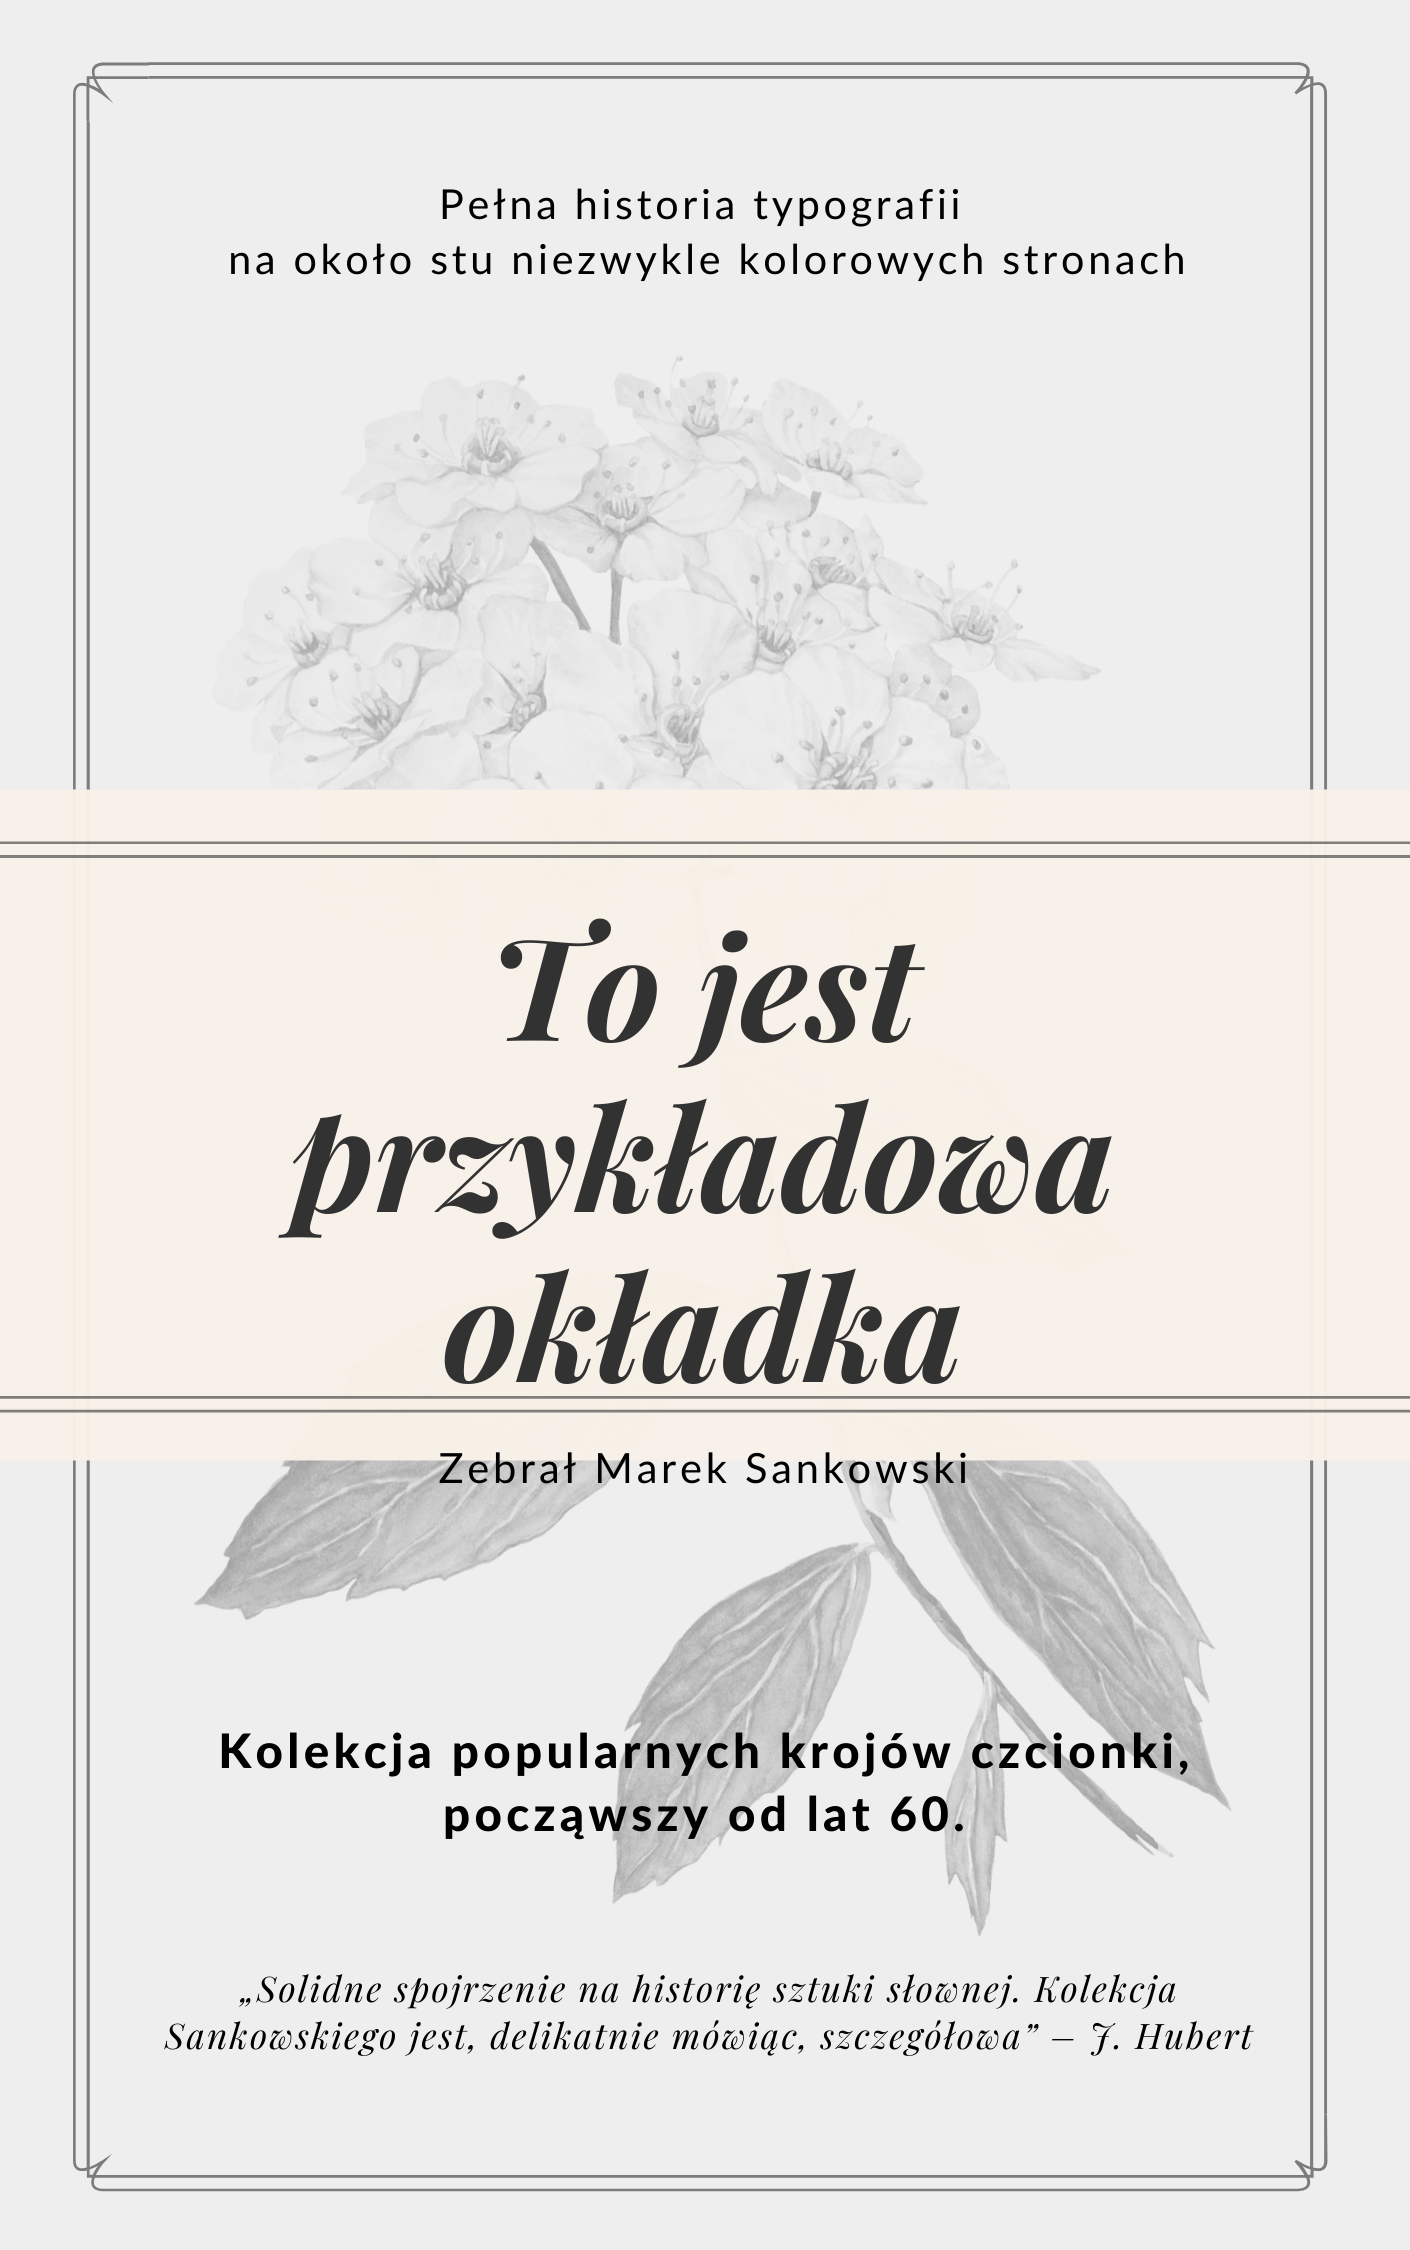 Pełna historia typografii
na około stu niezwykle kolorowych stronach
To jest
przykładowa
okładka
Zebrał Marek Sankowski
Kolekcja popularnych krojów czcionki,
począwszy od lat 60.
„Solidne spojrzenie na historię sztuki słownej. Kolekcja
Sankowskiego jest, delikatnie mówiąc, szczegółowa” – J. Hubert